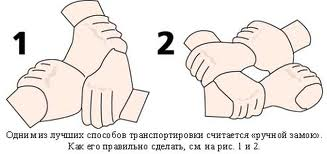 1
2
Одним из лучших способов транспортировки считается «ручной замок».
Как его правильно сделать, см. на рис. 1 и 2.